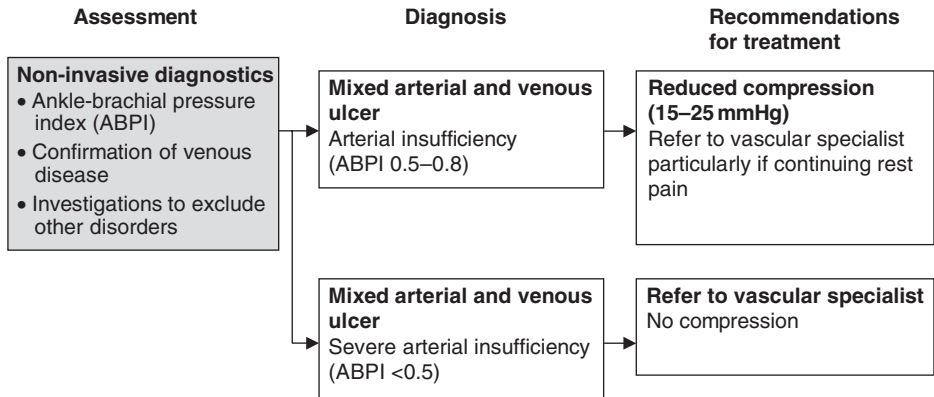 Assessment
Diagnosis
Recommendations
for treatment
Non-invasive diagnostics
• Ankle-brachial pressure
index (ABPI)
• Confirmation of venous
disease
• Investigations to exclude
other disorders
Mixed arterial and venous
ulcer
Arterial insufficiency
(ABPI 0.5–0.8)
Reduced compression
(15–25 mmHg)
Refer to vascular specialist
particularly if continuing rest
pain
Mixed arterial and venous
ulcer
Severe arterial insufficiency
(ABPI <0.5)
Refer to vascular specialist
No compression